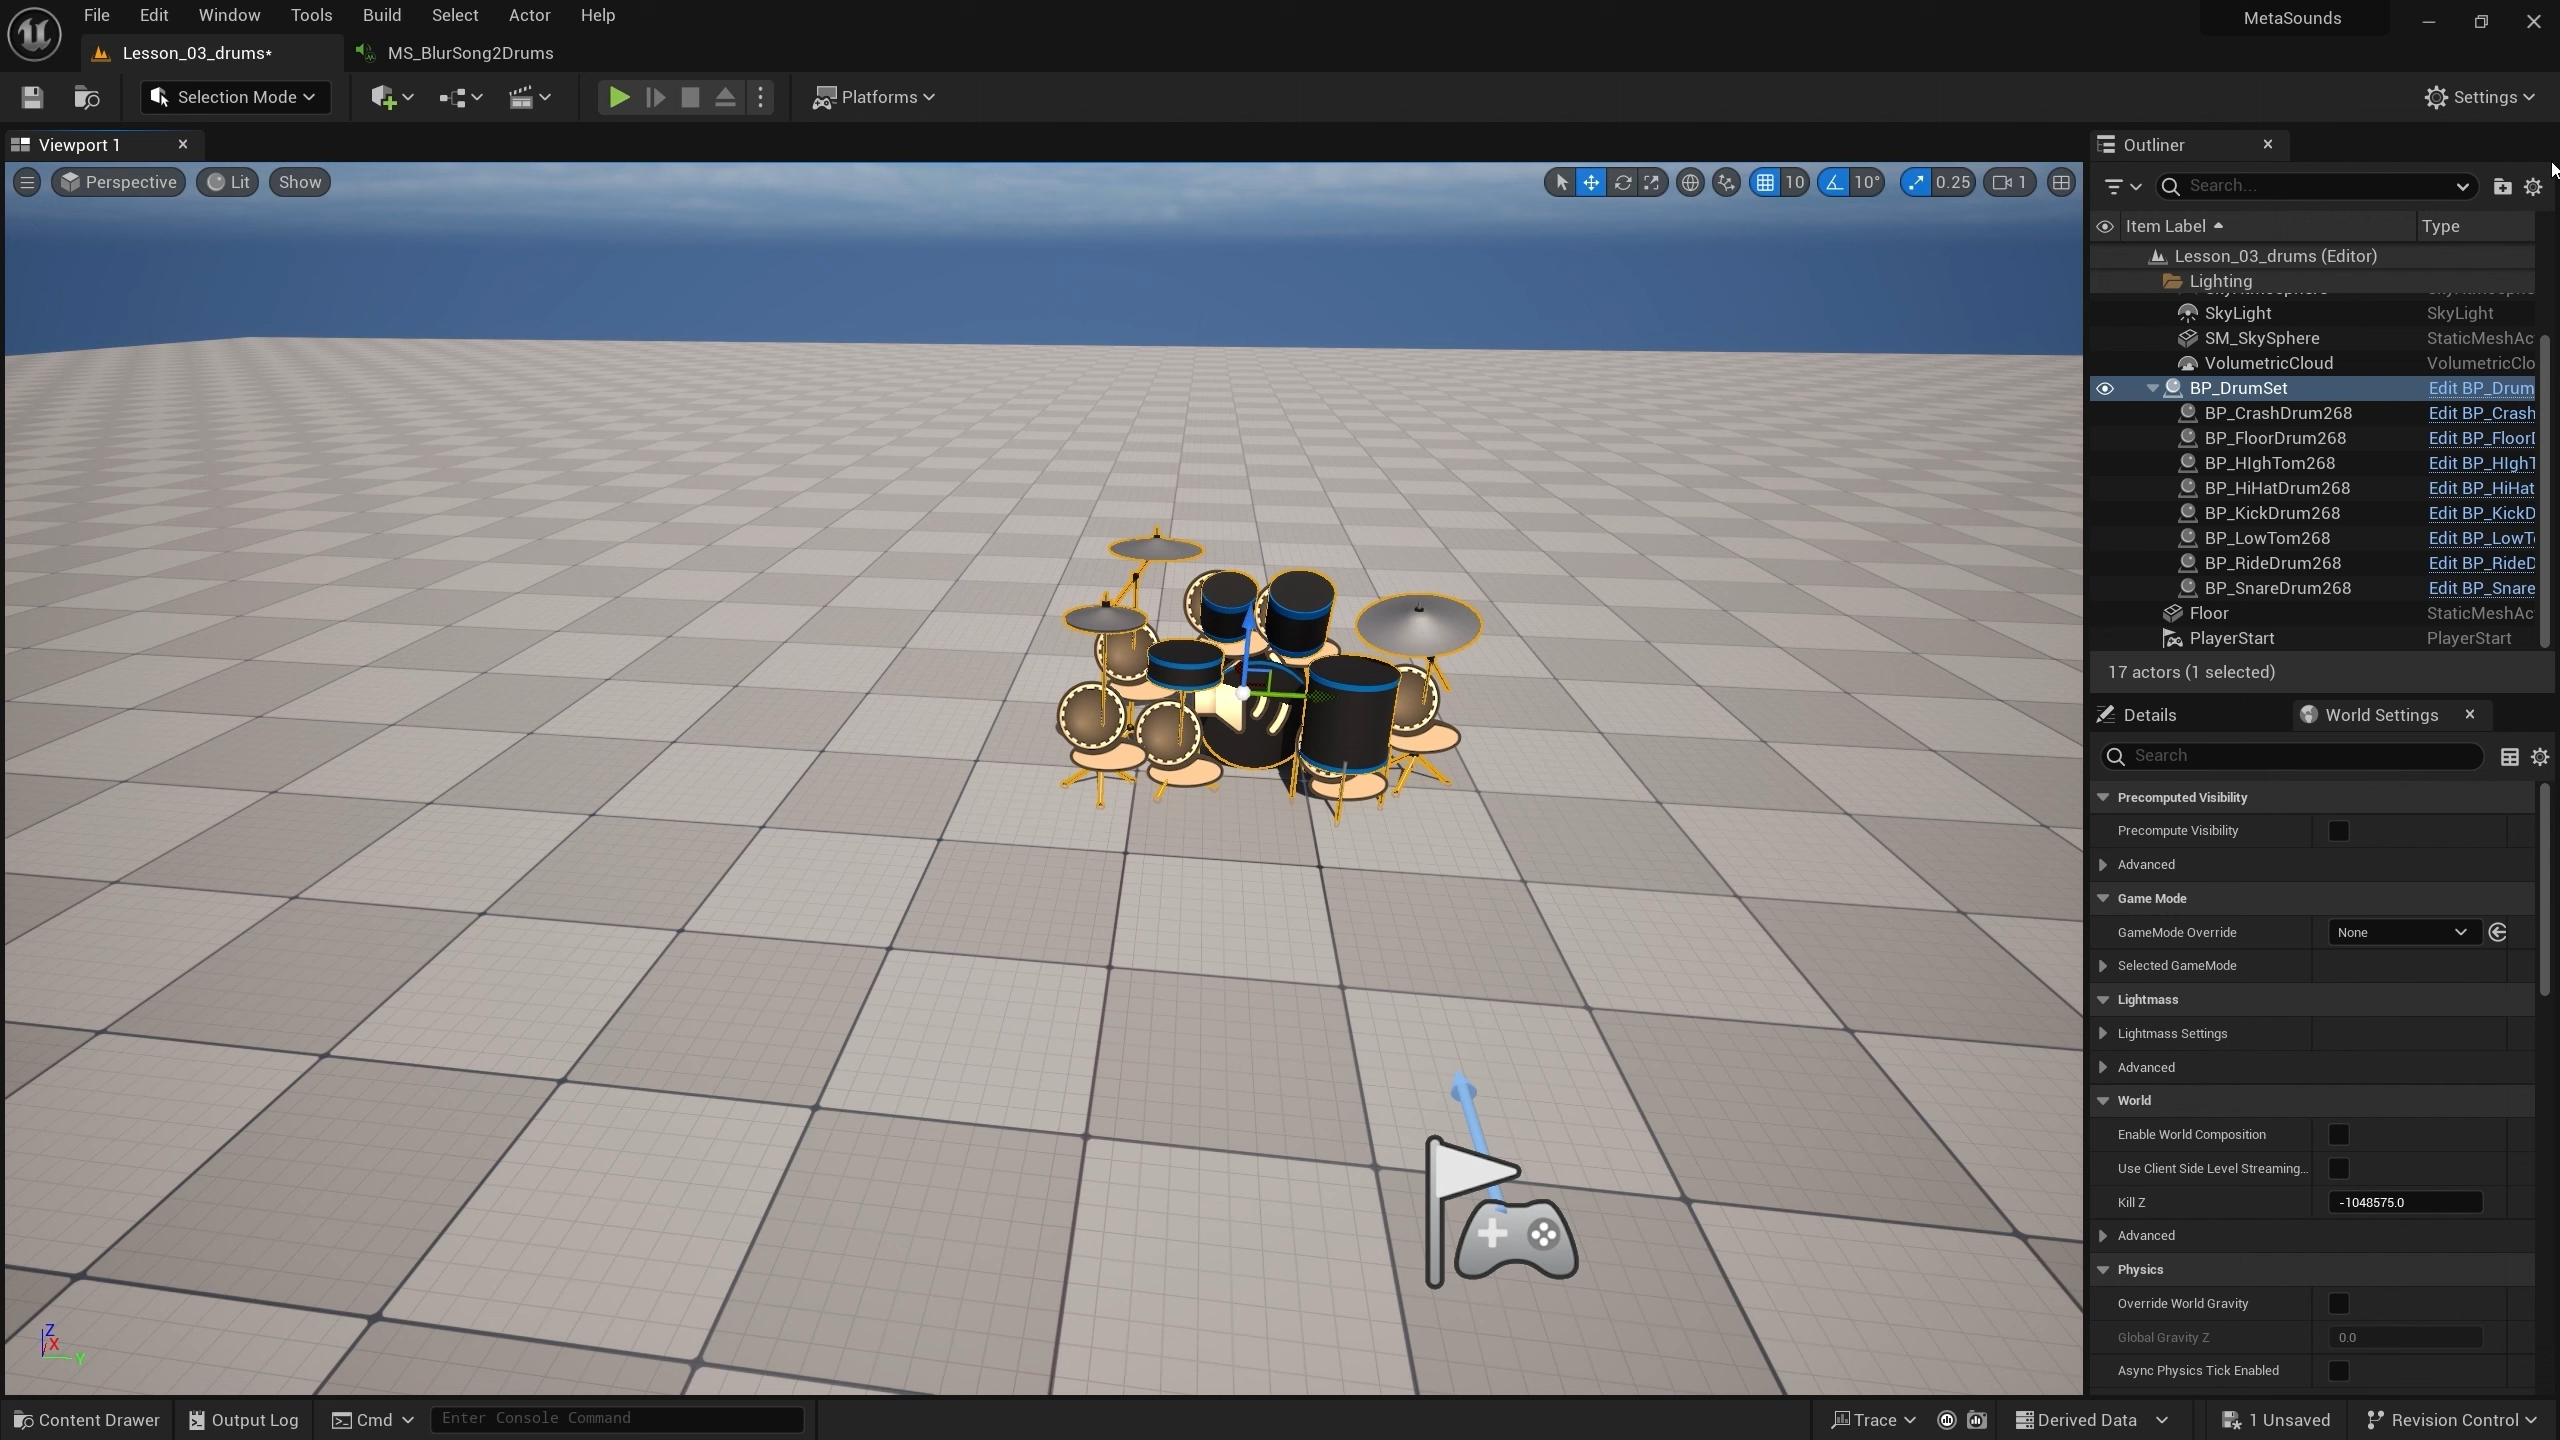 File Edit Window Tools Build Select Actor Help
MetaSounds
Lesson_03_drums*
MS_BlurSong2Drums
Selection Mode
Platforms
Settings
Viewport 1
Outliner
Perspective
Lit
Show
10
10°
0.25
1
Search...
Item Label
Type
Lesson_03_drums (Editor)
Lighting
SkyLight SkyLight
SM_SkySphere StaticMeshAc
VolumetricCloud VolumetricClo
BP_DrumSet Edit BP_Drum
BP_CrashDrum268 Edit BP_Crash
BP_FloorDrum268 Edit BP_Floor
BP_HIghTom268 Edit BP_HIghT
BP_HiHatDrum268 Edit BP_HiHat
BP_KickDrum268 Edit BP_KickD
BP_LowTom268 Edit BP_LowT
BP_RideDrum268 Edit BP_RideD
BP_SnareDrum268 Edit BP_Snare
Floor StaticMeshAc
PlayerStart PlayerStart
17 actors (1 selected)
Details
World Settings
Search
Precomputed Visibility
Precompute Visibility
Advanced
Game Mode
GameMode Override None
Selected GameMode
Lightmass
Lightmass Settings
Advanced
World
Enable World Composition
Use Client Side Level Streaming...
Kill Z -1048575.0
Advanced
Physics
Override World Gravity
Global Gravity Z 0.0
Async Physics Tick Enabled
Z
X
Y
Content Drawer
Output Log
Cmd
Enter Console Command
Trace
Derived Data
1 Unsaved
Revision Control